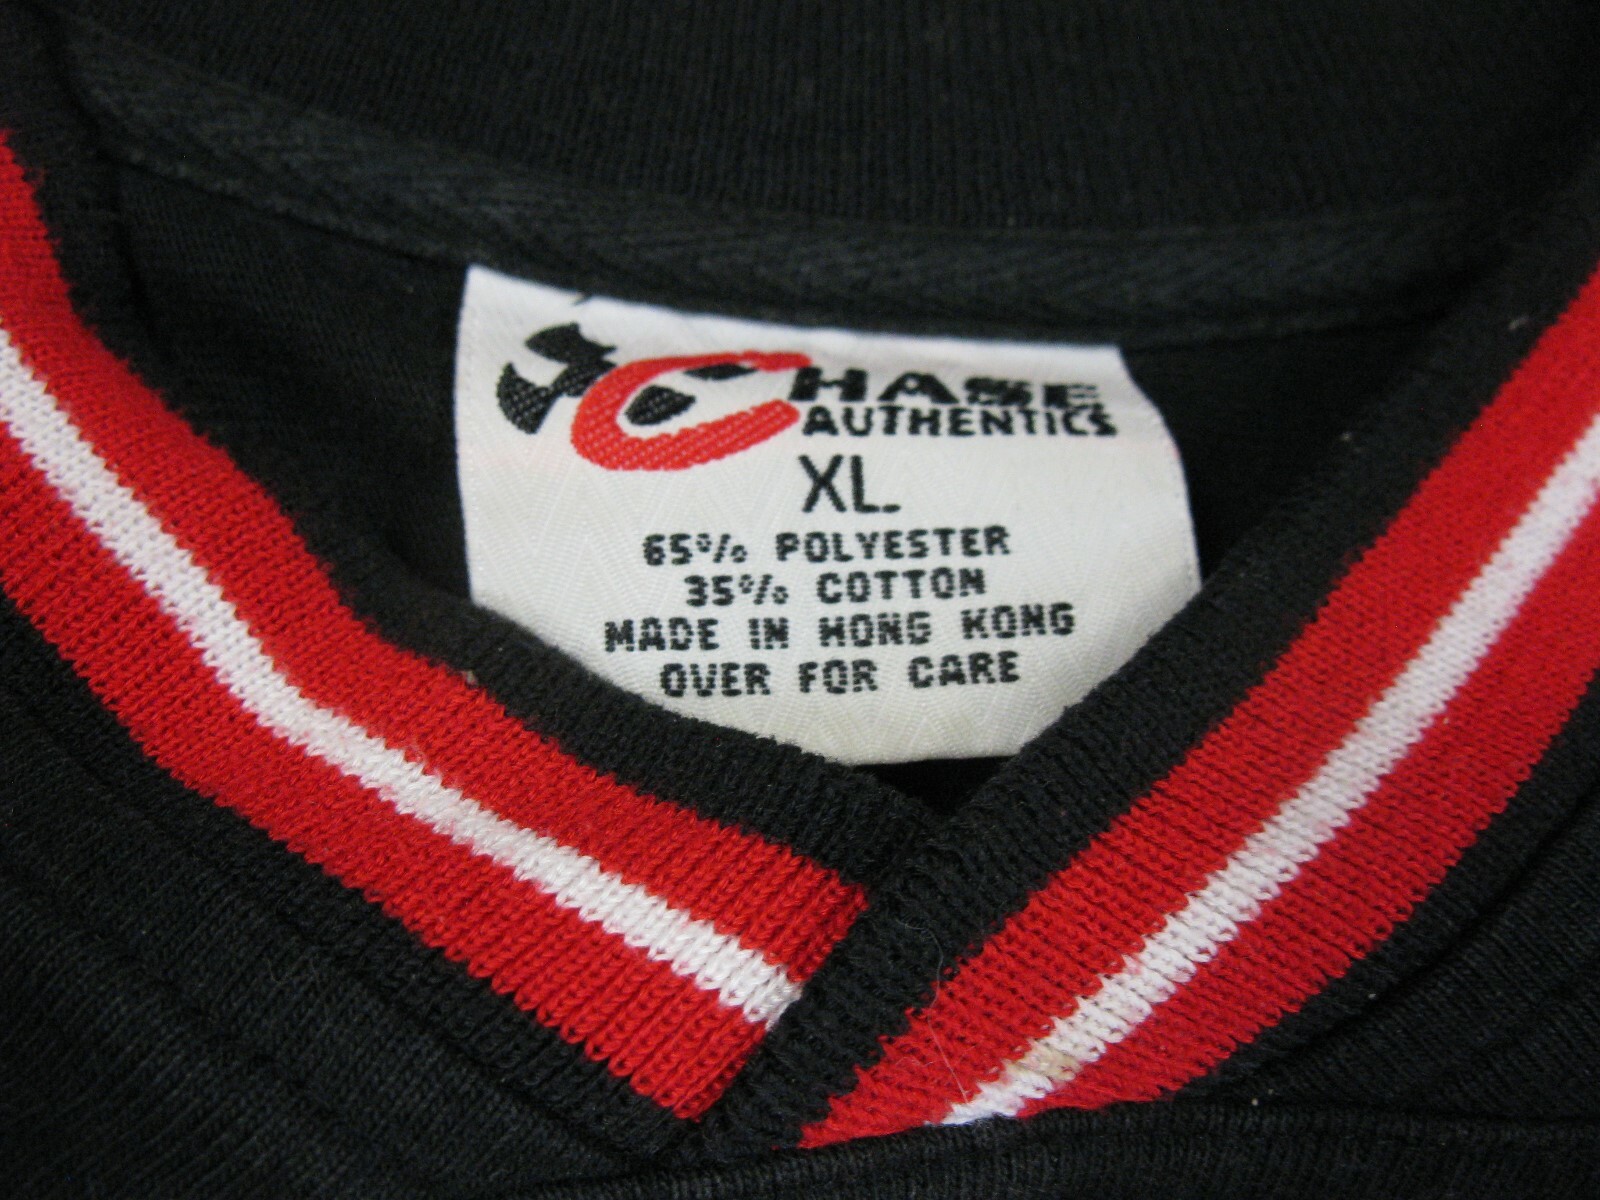 CHASE
AUTHENTICS
XL
65% POLYESTER
35% COTTON
MADE IN HONG KONG
OVER FOR CARE